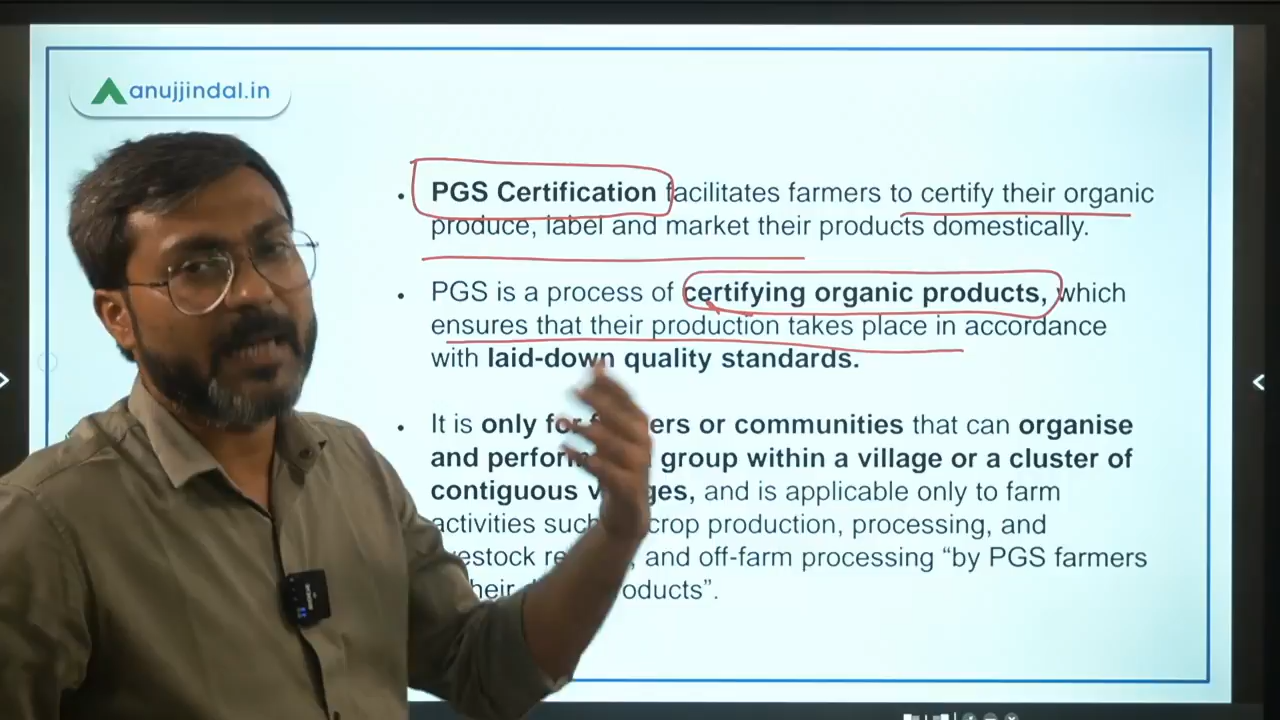 anujjindal.in
PGS Certification facilitates farmers to certify their organic
produce, label and market their products domestically.
PGS is a process of certifying organic products, which
ensures that their production takes place in accordance
with laid-down quality standards.
It is only for ers or communities that can organise
and perform group within a village or a cluster of
contiguous ges, and is applicable only to farm
activities such crop production, processing, and
estock re , and off-farm processing “by PGS farmers
heir oducts”.